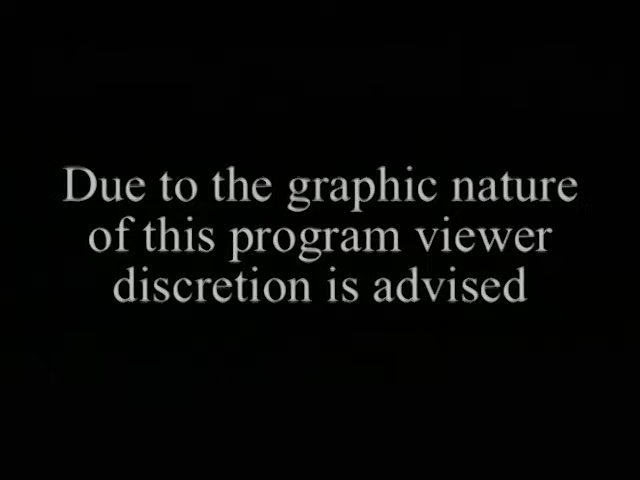 Due to the graphic nature
of this program viewer
discretion is advised